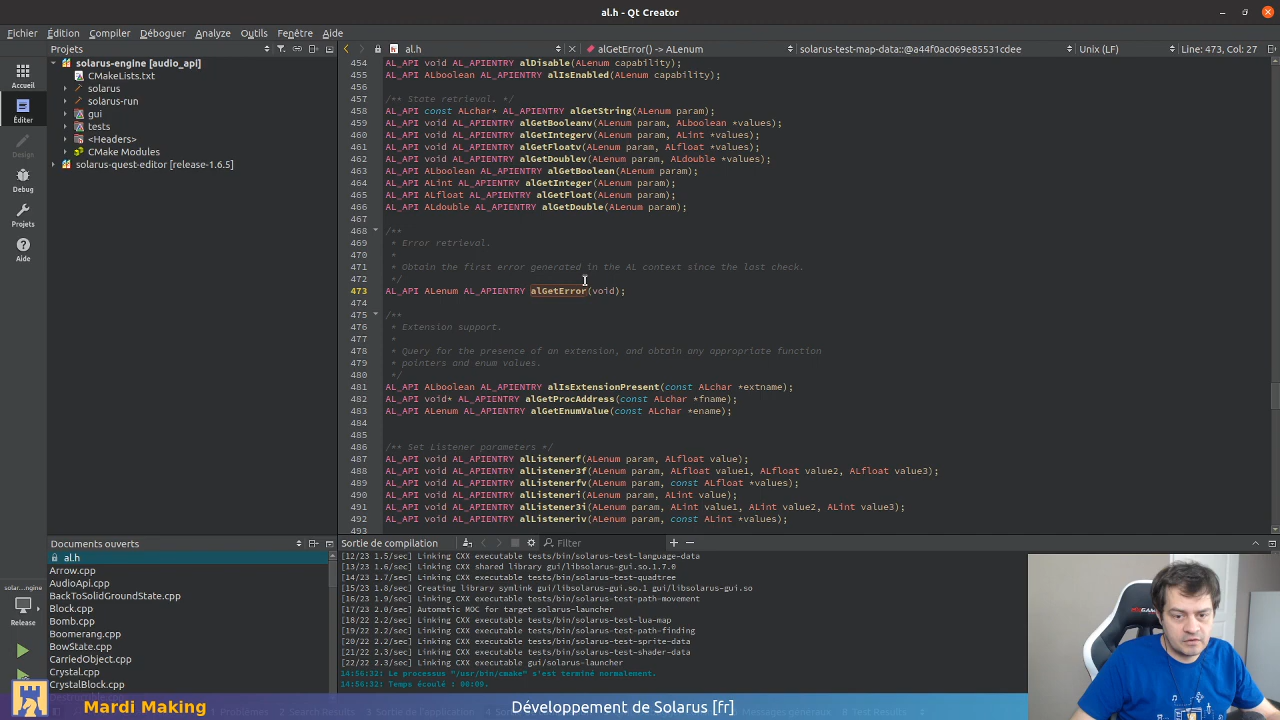 al.h - Qt Creator
Fichier Édition Compiler Déboguer Analyze Outils Fenêtre Aide
Projets
al.h
alGetError() -> ALenum
solarus-test-map-data::@a44f0ac069e85531cdee
Unix (LF)
Line: 473, Col: 27
Accueil
Éditer
Design
Debug
Projets
Aide
solarus-engine [audio_api]
CMakeLists.txt
solarus
solarus-run
gui
tests
<Headers>
CMake Modules
solarus-quest-editor [release-1.6.5]
454 AL_API void AL_APIENTRY alDisable(ALenum capability);
455 AL_API ALboolean AL_APIENTRY alIsEnabled(ALenum capability);
456
457 /** State retrieval. */
458 AL_API const ALchar* AL_APIENTRY alGetString(ALenum param);
459 AL_API void AL_APIENTRY alGetBooleanv(ALenum param, ALboolean *values);
460 AL_API void AL_APIENTRY alGetIntegerv(ALenum param, ALint *values);
461 AL_API void AL_APIENTRY alGetFloatv(ALenum param, ALfloat *values);
462 AL_API void AL_APIENTRY alGetDoublev(ALenum param, ALdouble *values);
463 AL_API ALboolean AL_APIENTRY alGetBoolean(ALenum param);
464 AL_API ALint AL_APIENTRY alGetInteger(ALenum param);
465 AL_API ALfloat AL_APIENTRY alGetFloat(ALenum param);
466 AL_API ALdouble AL_APIENTRY alGetDouble(ALenum param);
467
468 /**
469 * Error retrieval.
470 *
471 * Obtain the first error generated in the AL context since the last check.
472 */
473 AL_API ALenum AL_APIENTRY alGetError(void);
474
475 /**
476 * Extension support.
477 *
478 * Query for the presence of an extension, and obtain any appropriate function
479 * pointers and enum values.
480 */
481 AL_API ALboolean AL_APIENTRY alIsExtensionPresent(const ALchar *extname);
482 AL_API void* AL_APIENTRY alGetProcAddress(const ALchar *fname);
483 AL_API ALenum AL_APIENTRY alGetEnumValue(const ALchar *ename);
484
485
486 /** Set Listener parameters */
487 AL_API void AL_APIENTRY alListenerf(ALenum param, ALfloat value);
488 AL_API void AL_APIENTRY alListener3f(ALenum param, ALfloat value1, ALfloat value2, ALfloat value3);
489 AL_API void AL_APIENTRY alListenerfv(ALenum param, const ALfloat *values);
490 AL_API void AL_APIENTRY alListeneri(ALenum param, ALint value);
491 AL_API void AL_APIENTRY alListener3i(ALenum param, ALint value1, ALint value2, ALint value3);
492 AL_API void AL_APIENTRY alListeneriv(ALenum param, const ALint *values);
493
Documents ouverts
al.h
Arrow.cpp
AudioApi.cpp
BackToSolidGroundState.cpp
Block.cpp
Bomb.cpp
Boomerang.cpp
BowState.cpp
CarriedObject.cpp
Crystal.cpp
CrystalBlock.cpp
solar...ngine
Release
Sortie de compilation
Filter
[12/23 1.5/sec] Linking CXX executable tests/bin/solarus-test-language-data
[13/23 1.6/sec] Linking CXX shared library gui/libsolarus-gui.so.1.7.0
[14/23 1.7/sec] Linking CXX executable tests/bin/solarus-test-quadtree
[15/23 1.8/sec] Creating library symlink gui/libsolarus-gui.so.1 gui/libsolarus-gui.so
[16/23 1.9/sec] Linking CXX executable tests/bin/solarus-test-path-movement
[17/23 2.0/sec] Automatic MOC for target solarus-launcher
[18/22 2.2/sec] Linking CXX executable tests/bin/solarus-test-lua-map
[19/22 2.2/sec] Linking CXX executable tests/bin/solarus-test-path-finding
[20/22 2.2/sec] Linking CXX executable tests/bin/solarus-test-sprite-data
[21/22 2.3/sec] Linking CXX executable tests/bin/solarus-test-shader-data
[22/22 2.3/sec] Linking CXX executable gui/solarus-launcher
14:56:32: Le processus "/usr/bin/cmake" s'est terminé normalement.
14:56:32: Temps écoulé : 00:09.
Mardi Making
Développement de Solarus [fr]